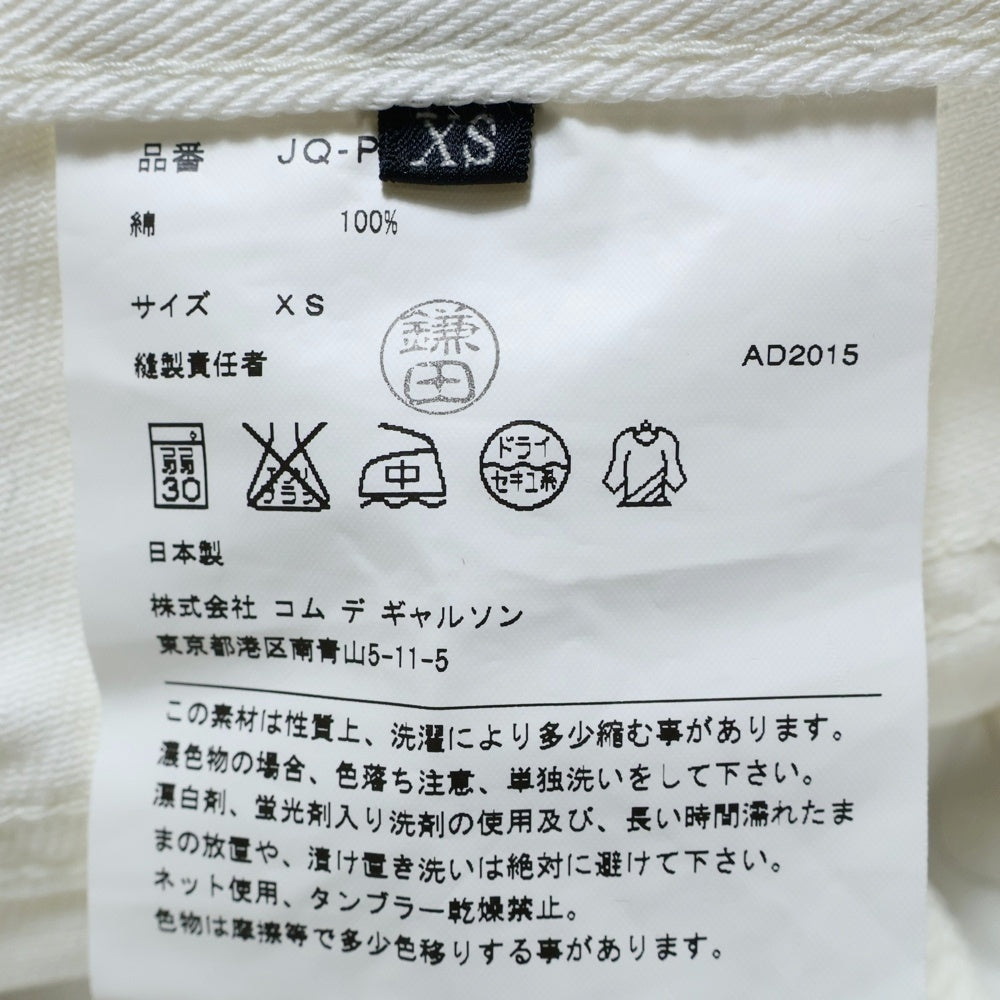 XS
品番 JQ-P
綿 100%
サイズ XS
縫製責任者 鎌田 AD2015
弱 30 エンソ サラシ 中 ドライ セキユ系
日本製
株式会社 コム デ ギャルソン
東京都港区南青山5-11-5
この素材は性質上、洗濯により多少縮む事があります。
濃色物の場合、色落ち注意、単独洗いをして下さい。
漂白剤、蛍光剤入り洗剤の使用及び、長い時間濡れたま
まの放置や、漬け置き洗いは絶対に避けて下さい。
ネット使用、タンブラー乾燥禁止。
色物は摩擦等で多少色移りする事があります。